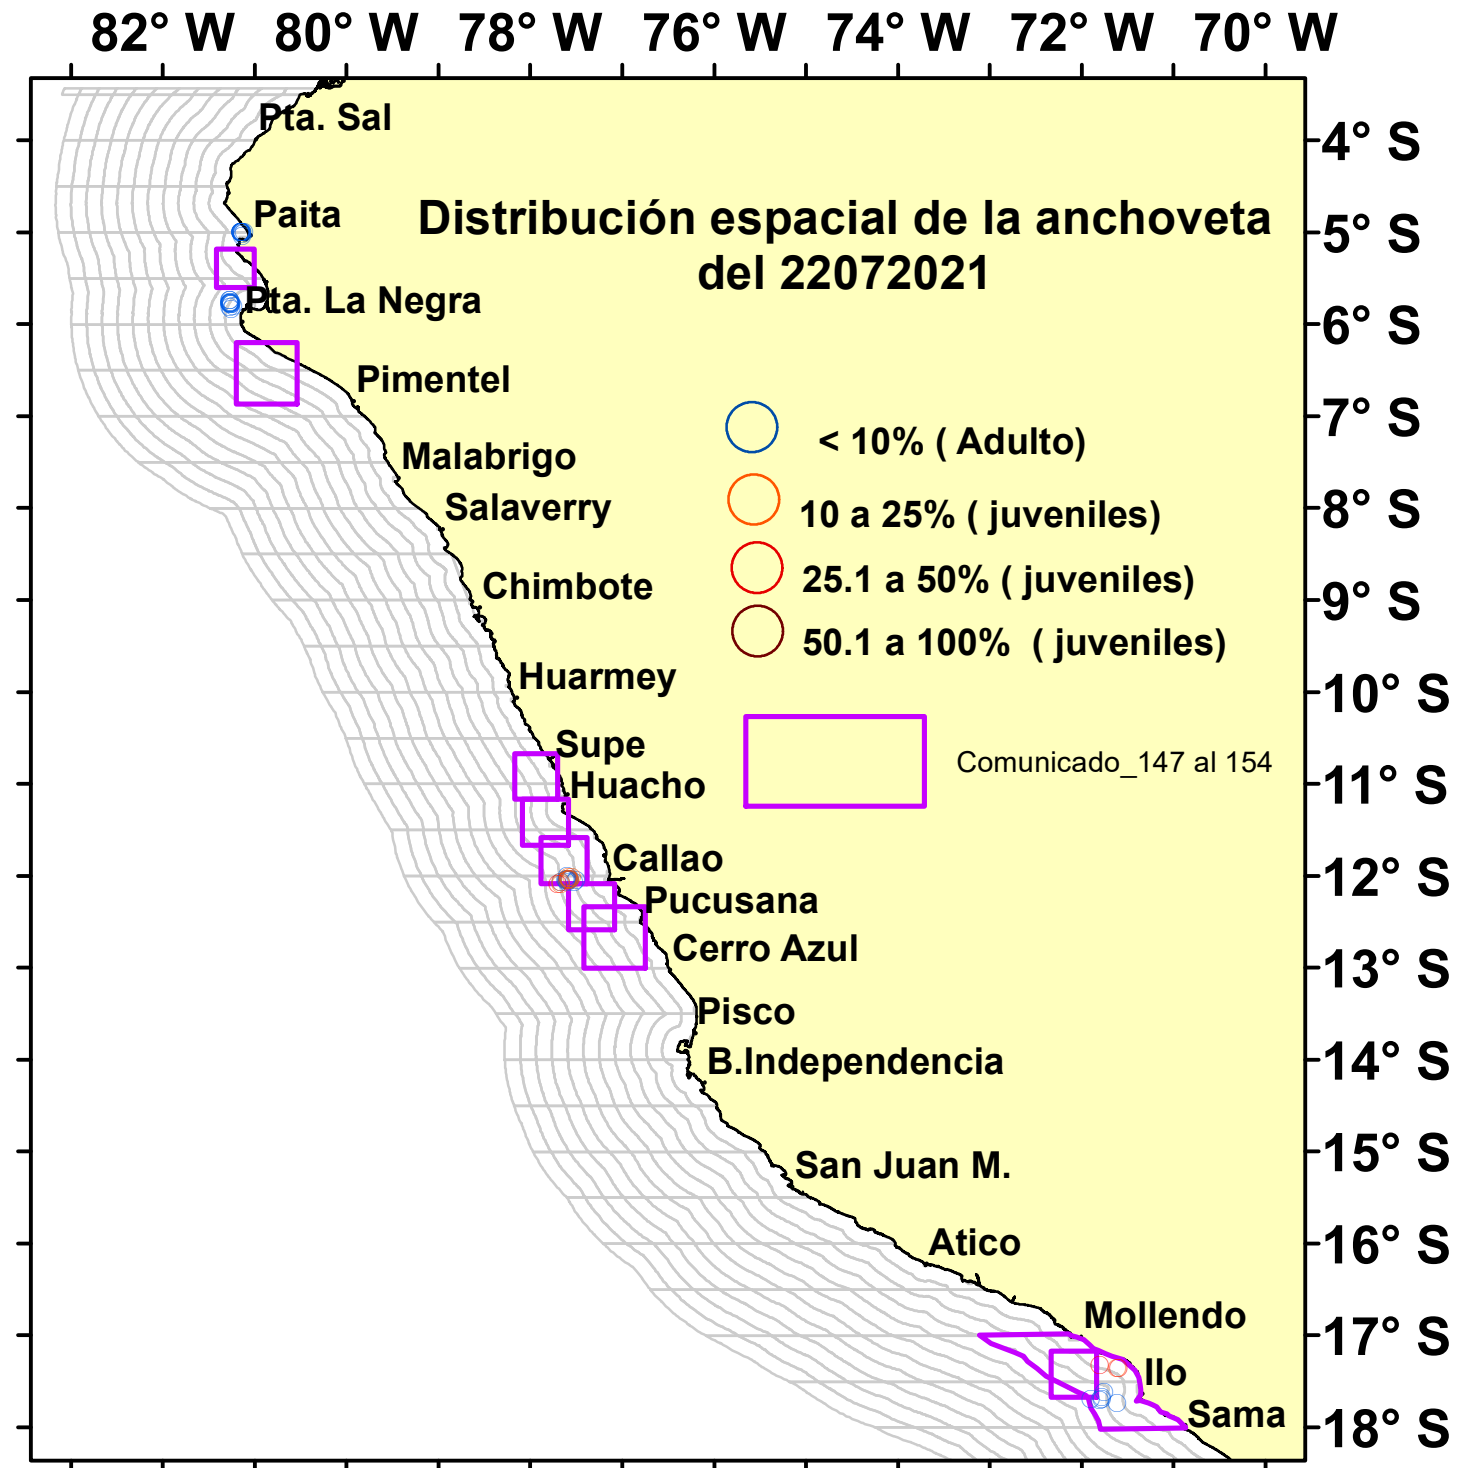 82° W 80° W 78° W 76° W 74° W 72° W 70° W
Pta. Sal
4° S
Paita
Distribución espacial de la anchoveta
5° S
del 22072021
Pta. La Negra
6° S
Pimentel
7° S
< 10% ( Adulto)
Malabrigo
Salaverry
8° S
10 a 25% ( juveniles)
Chimbote
25.1 a 50% ( juveniles)
9° S
50.1 a 100% ( juveniles)
Huarmey
10° S
Supe
Comunicado_147 al 154
Huacho
11° S
Callao
12° S
Pucusana
Cerro Azul
13° S
Pisco
B.Independencia
14° S
San Juan M.
15° S
Atico
16° S
Mollendo
17° S
Ilo
Sama
18° S